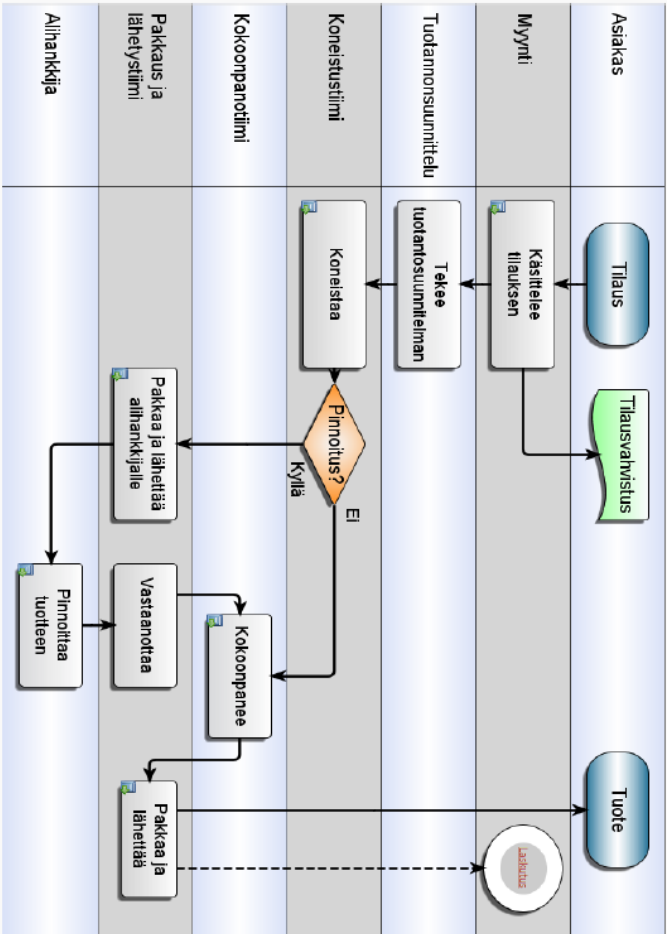 Asiakas
Tilaus
Tilausvahvistus
Tuote
Myynti
Käsittelee
tilauksen
Laskutus
Tuotannonsuunnittelu
Tekee
tuotantosuunnitelman
Koneistustiimi
Koneistaa
Pinnoitus?
Ei
Kyllä
Kokoonpanotiimi
Kokoonpanee
Pakkaus ja
lähetystiimi
Pakkaa ja lähettää
alihankkijalle
Vastaanottaa
Pakkaa ja
lähettää
Alihankkija
Pinnoittaa
tuotteen